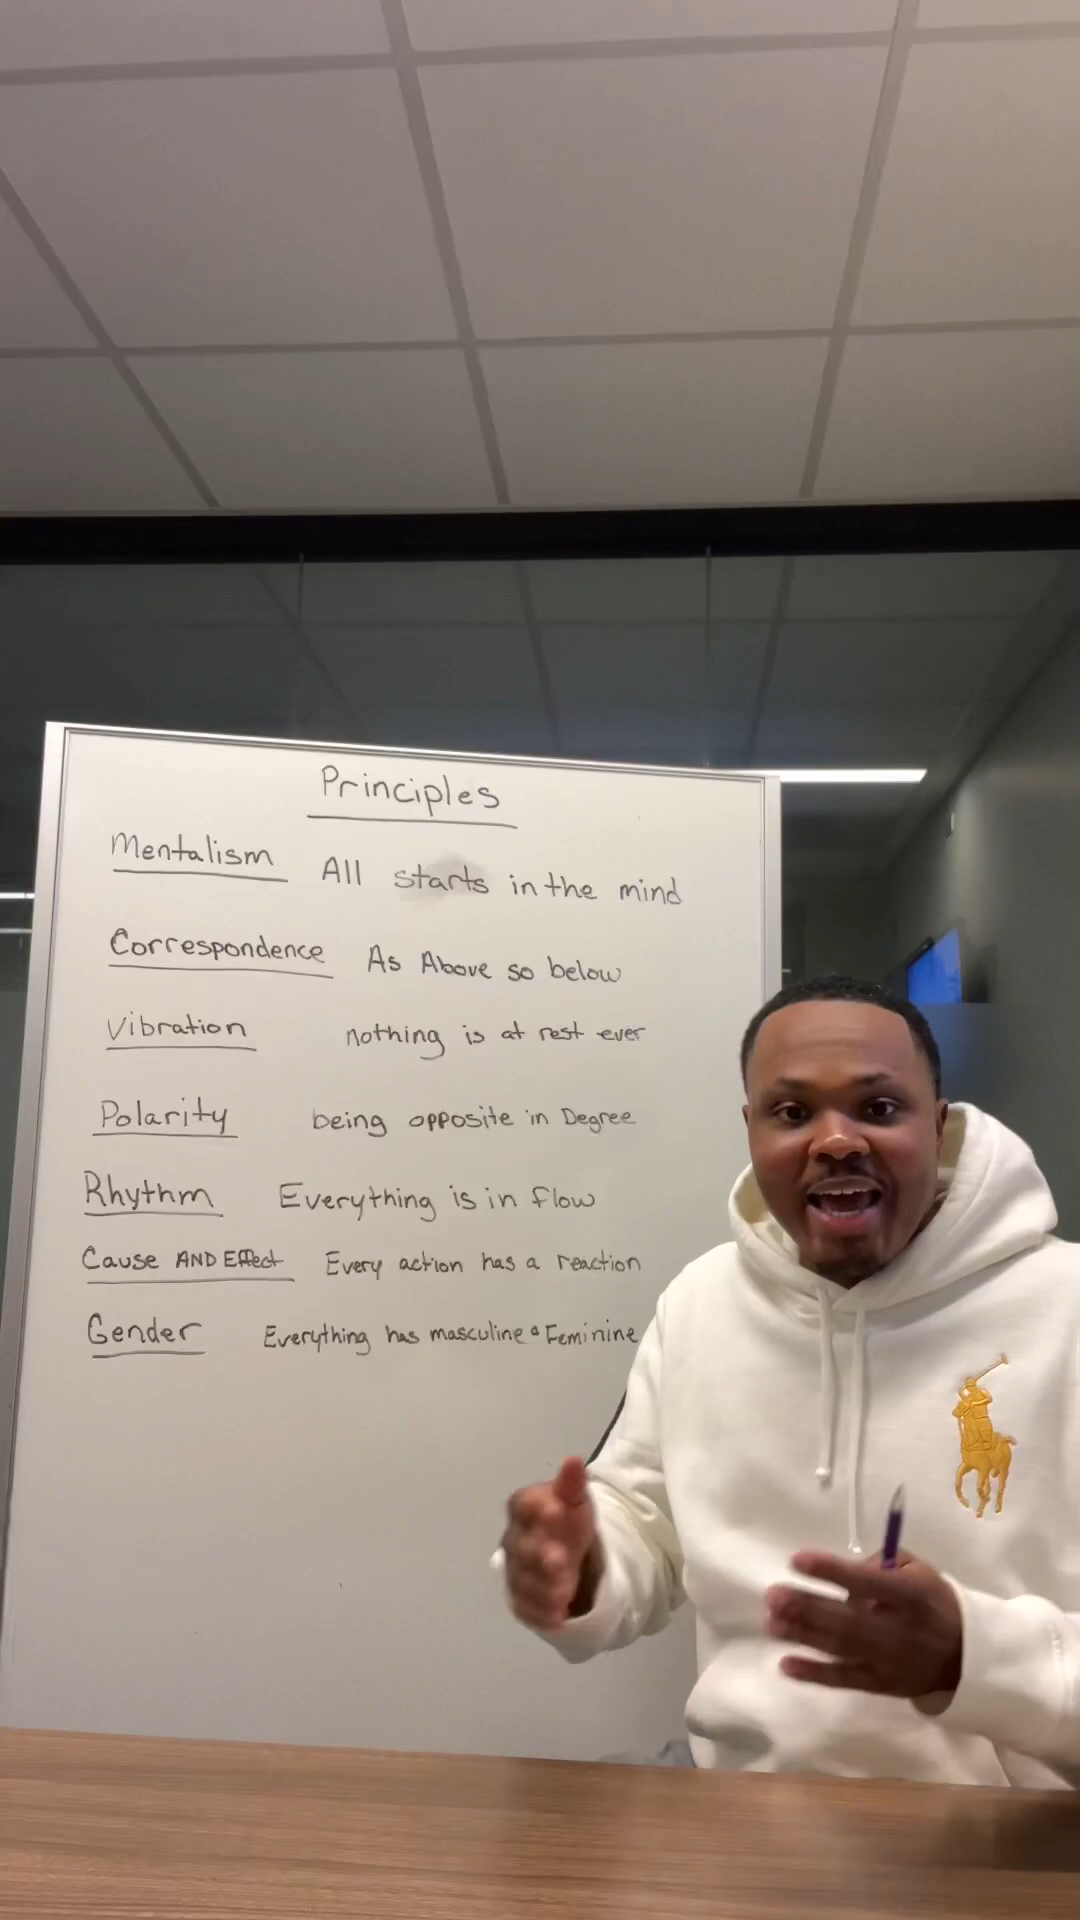 Principles
Mentalism All starts in the mind
Correspondence As Above so below
Vibration nothing is at rest ever
Polarity being opposite in Degree
Rhythm Everything is in flow
Cause AND Effect Every action has a reaction
Gender Everything has masculine & Feminine